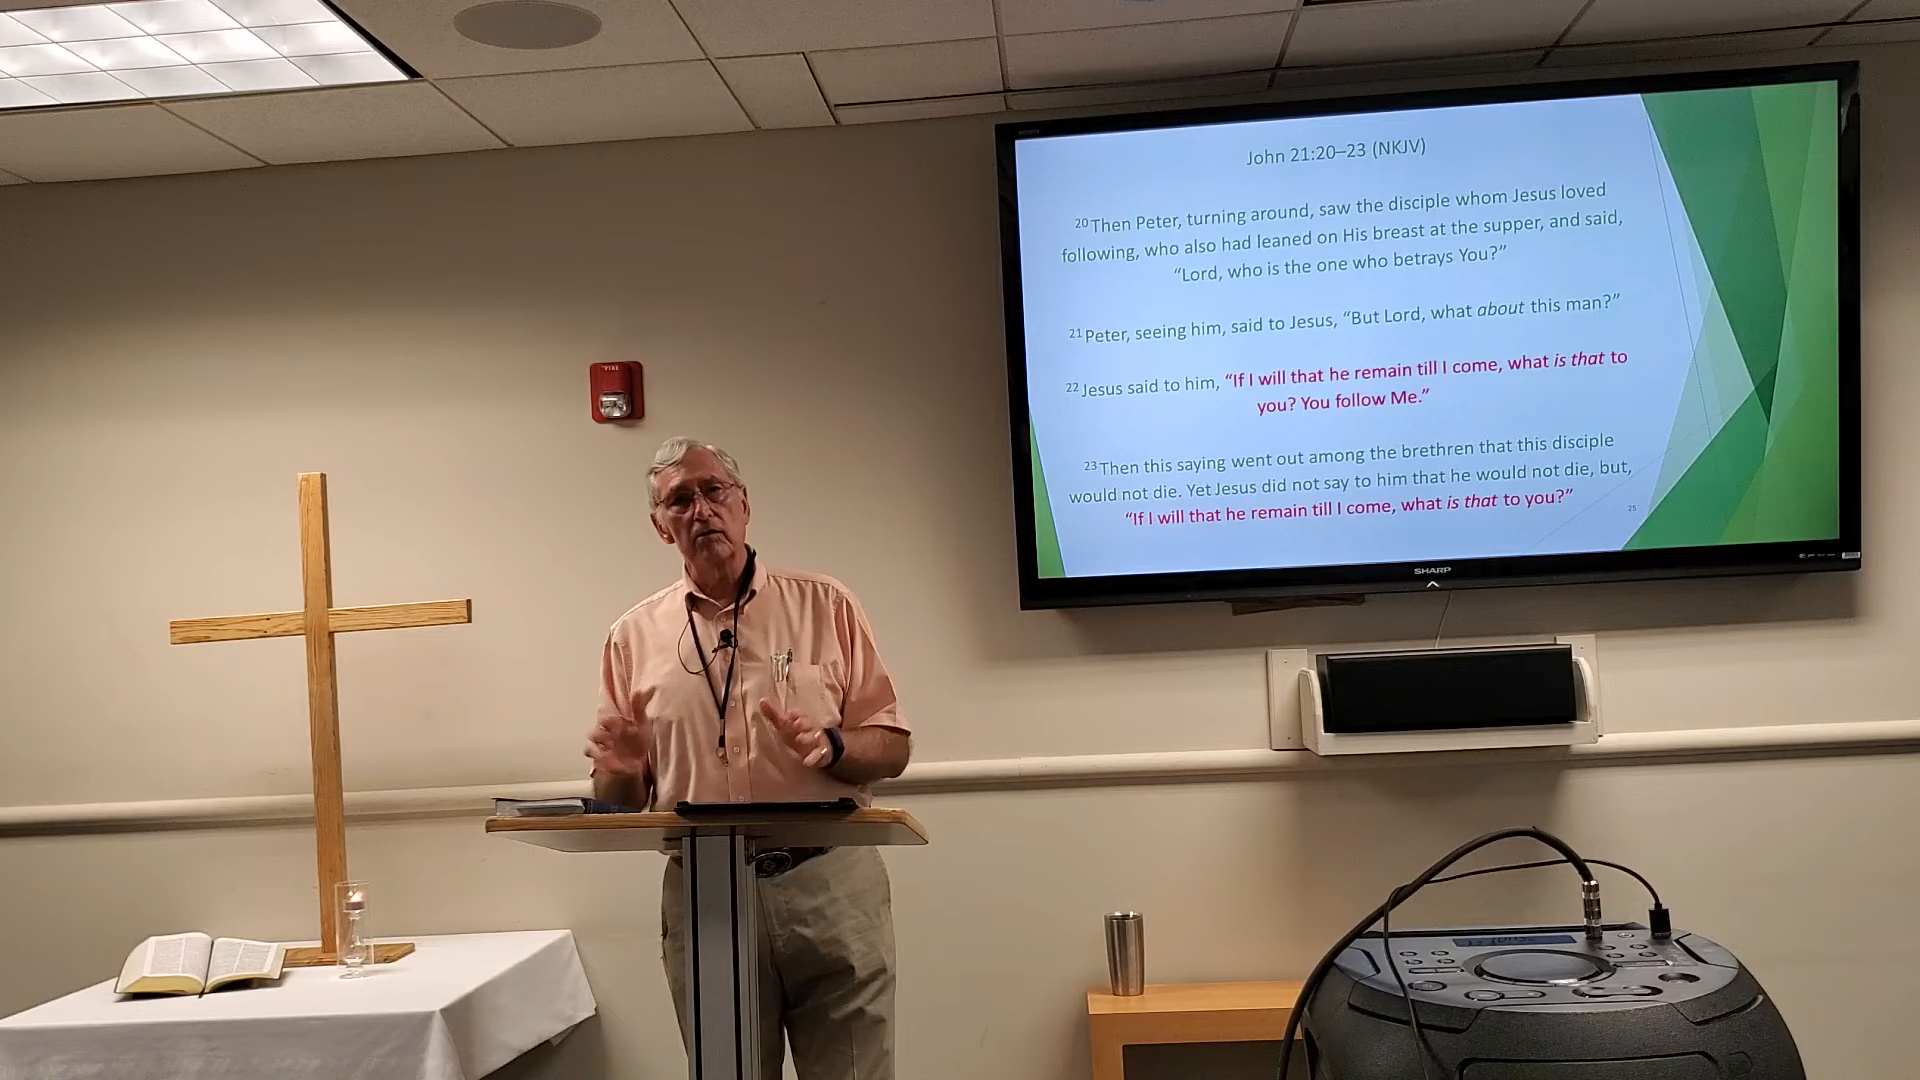 John 21:20–23 (NKJV)
20 Then Peter, turning around, saw the disciple whom Jesus loved
following, who also had leaned on His breast at the supper, and said,
“Lord, who is the one who betrays You?”
21 Peter, seeing him, said to Jesus, “But Lord, what about this man?”
22 Jesus said to him, “If I will that he remain till I come, what is that to
you? You follow Me.”
23 Then this saying went out among the brethren that this disciple
would not die. Yet Jesus did not say to him that he would not die, but,
“If I will that he remain till I come, what is that to you?”
25
SHARP
FIRE